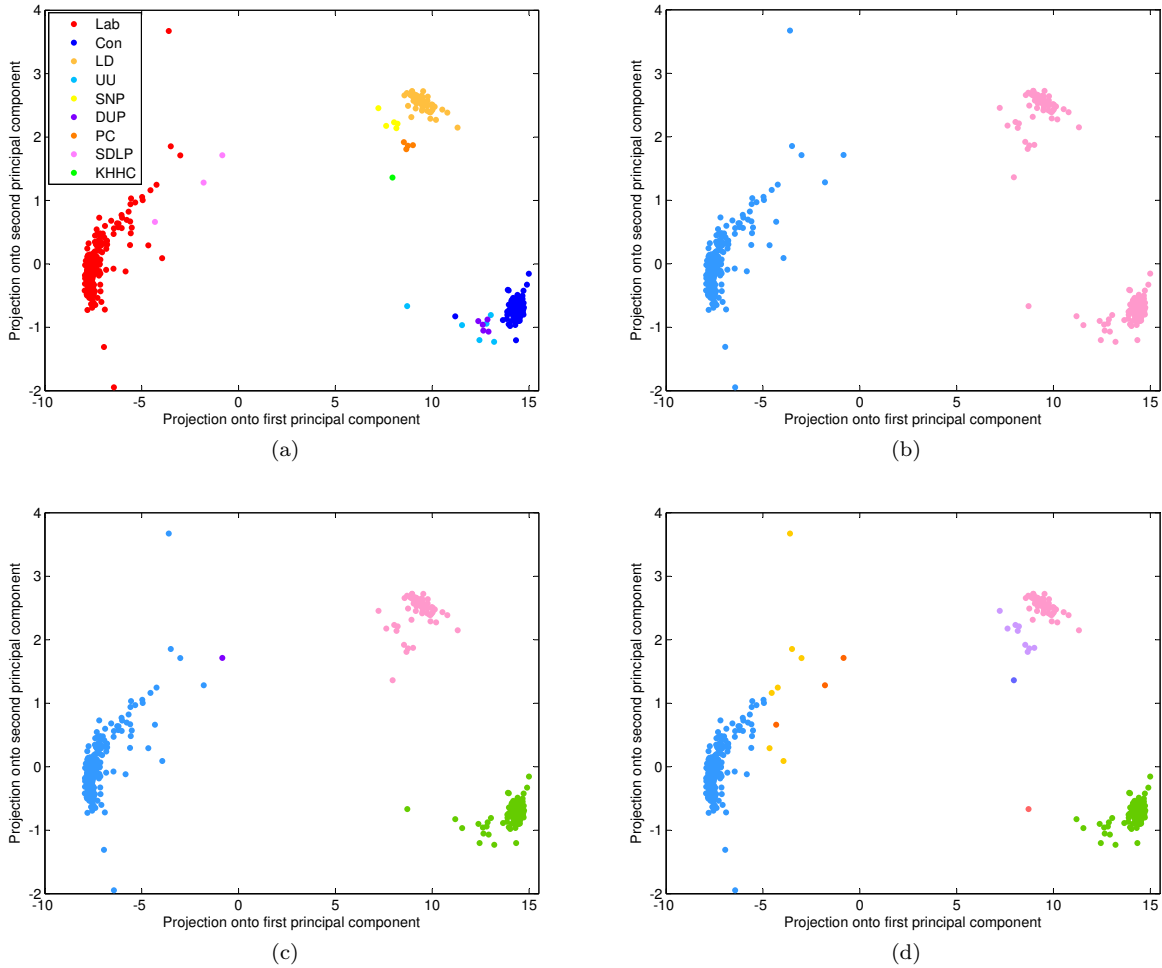 4
3
2
1
0
-1
-2
-10
-5
0
5
10
15
Projection onto first principal component
Projection onto second principal component
Lab
Con
LD
UU
SNP
DUP
PC
SDLP
KHHC
(a)
4
3
2
1
0
-1
-2
-10
-5
0
5
10
15
Projection onto first principal component
Projection onto second principal component
(b)
4
3
2
1
0
-1
-2
-10
-5
0
5
10
15
Projection onto first principal component
Projection onto second principal component
(c)
4
3
2
1
0
-1
-2
-10
-5
0
5
10
15
Projection onto first principal component
Projection onto second principal component
(d)